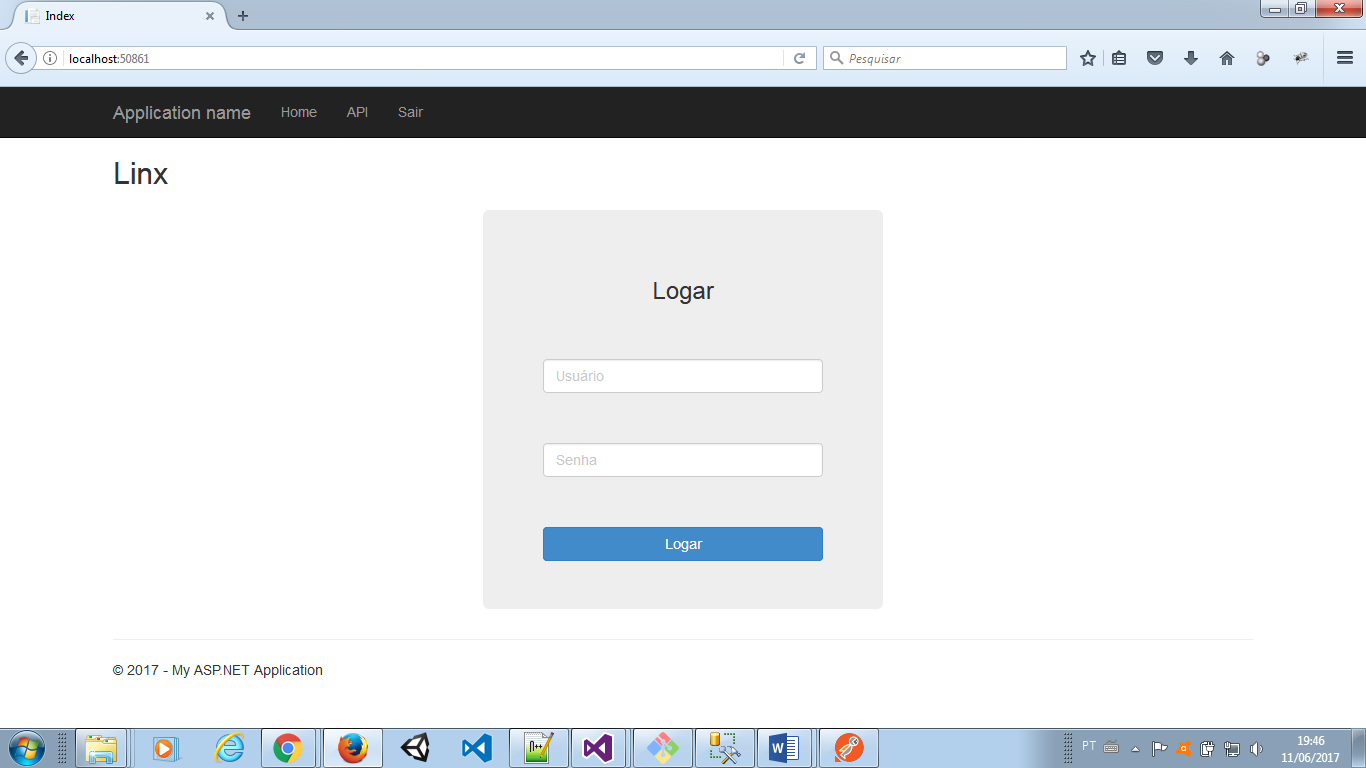 Index
localhost:50861
Pesquisar
Application name Home API Sair
Linx
Logar
Usuário
Senha
Logar
© 2017 - My ASP.NET Application
PT
19:46
11/06/2017